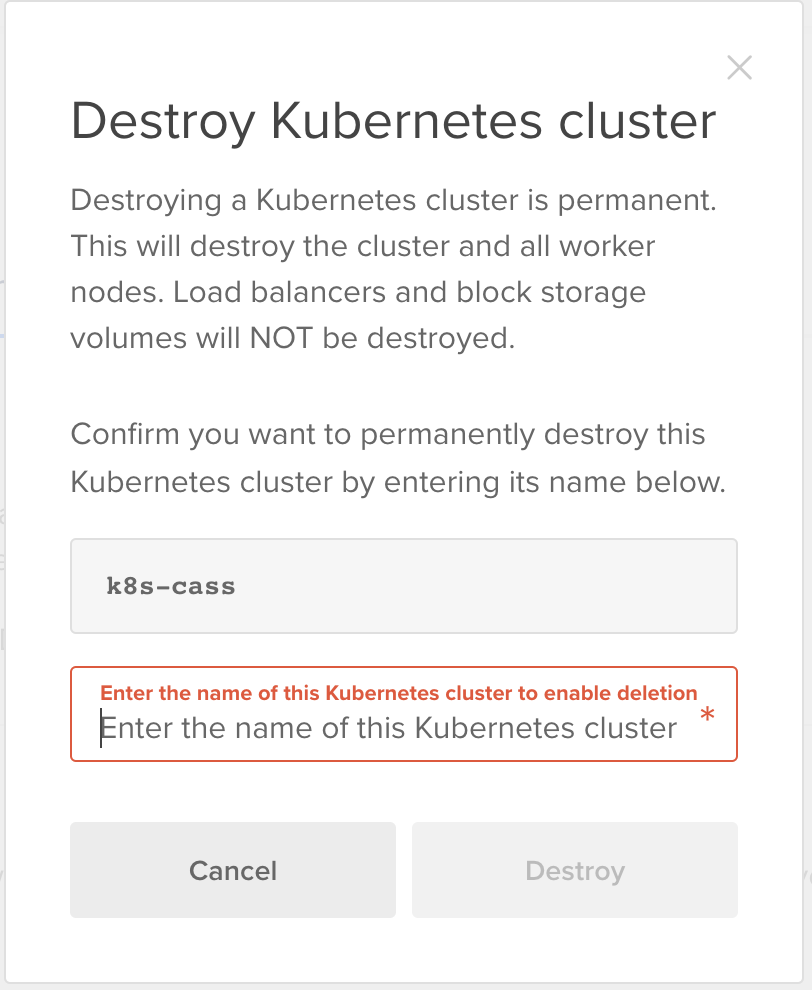 Destroy Kubernetes cluster
Destroying a Kubernetes cluster is permanent.
This will destroy the cluster and all worker
nodes. Load balancers and block storage
volumes will NOT be destroyed.
Confirm you want to permanently destroy this
Kubernetes cluster by entering its name below.
k8s-cass
Enter the name of this Kubernetes cluster to enable deletion
Enter the name of this Kubernetes cluster *
Cancel
Destroy